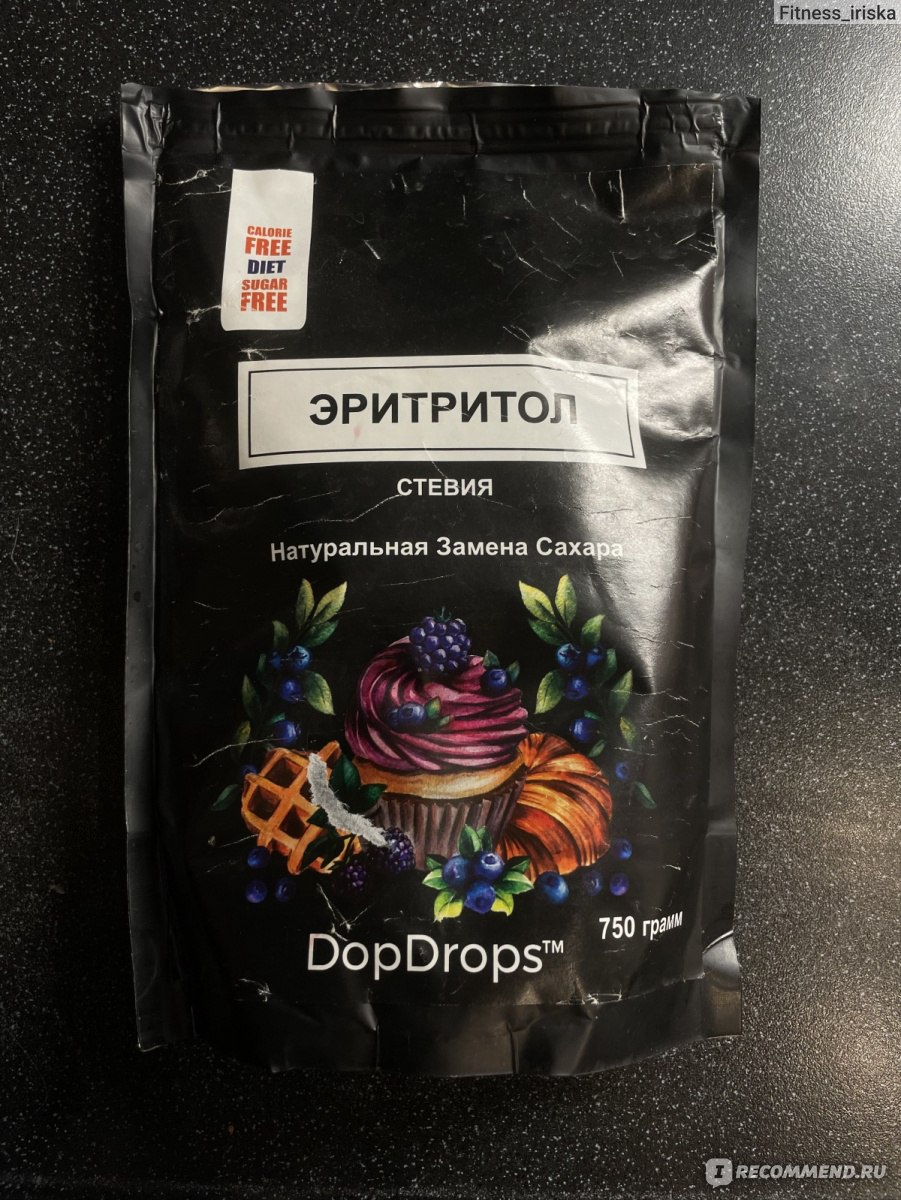 Fitness_iriska
CALORIE
FREE
DIET
SUGAR
FREE
ЭРИТРИТОЛ
СТЕВИЯ
Натуральная Замена Сахара
750 грамм
DopDrops™
IRECOMMEND.RU